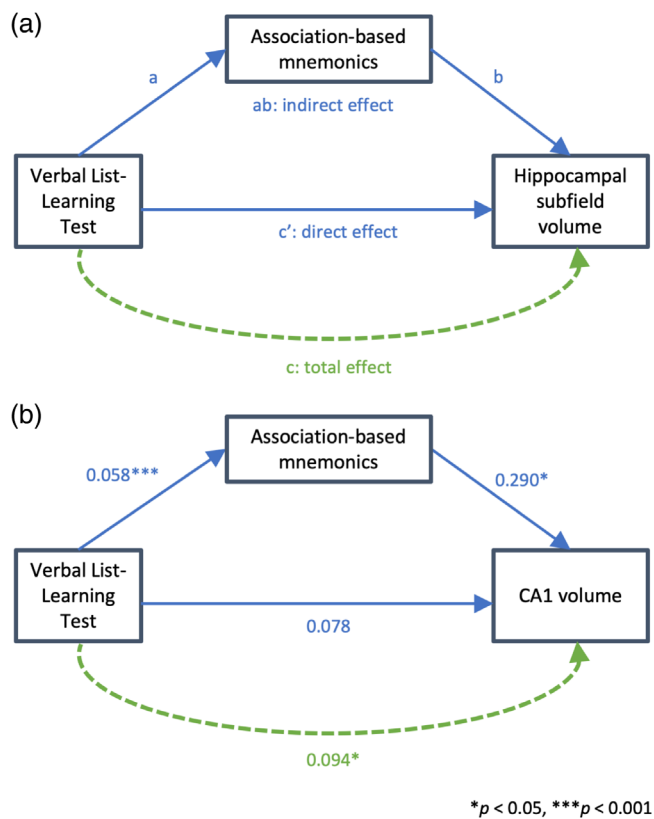 (a)
Association-based
mnemonics
a
b
ab: indirect effect
Verbal List-
Learning
Test
Hippocampal
subfield
volume
c’: direct effect
c: total effect
(b)
Association-based
mnemonics
0.058***
0.290*
Verbal List-
Learning
Test
CA1 volume
0.078
0.094*
*p < 0.05, ***p < 0.001